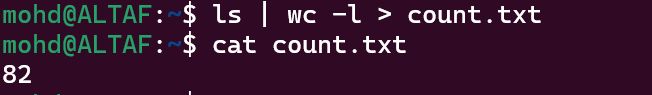 mohd@ALTAF:~$ ls | wc -l > count.txt
mohd@ALTAF:~$ cat count.txt
82